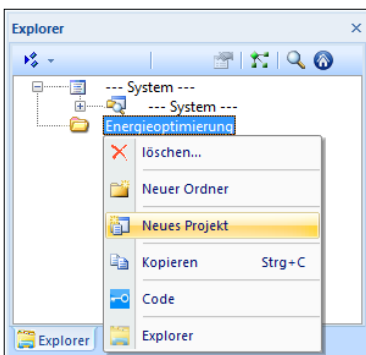 Explorer
--- System ---
--- System ---
Energieoptimierung
löschen...
Neuer Ordner
Neues Projekt
Kopieren Strg+C
Code
Explorer
Explorer